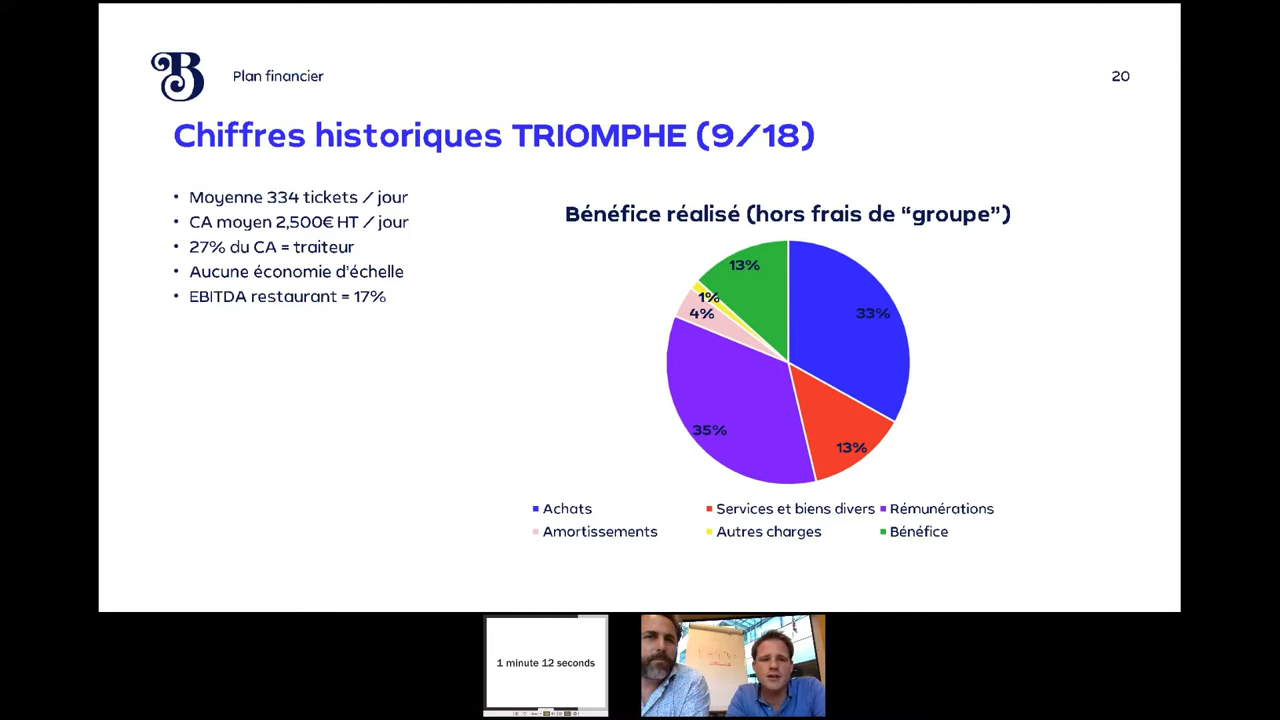 B
Plan financier
20
Chiffres historiques TRIOMPHE (9/18)
• Moyenne 334 tickets / jour
• CA moyen 2,500€ HT / jour
• 27% du CA = traiteur
• Aucune économie d'échelle
• EBITDA restaurant = 17%
Bénéfice réalisé (hors frais de “groupe”)
13%
1%
4%
33%
35%
13%
Achats
Services et biens divers
Rémunérations
Amortissements
Autres charges
Bénéfice
1 minute 12 seconds